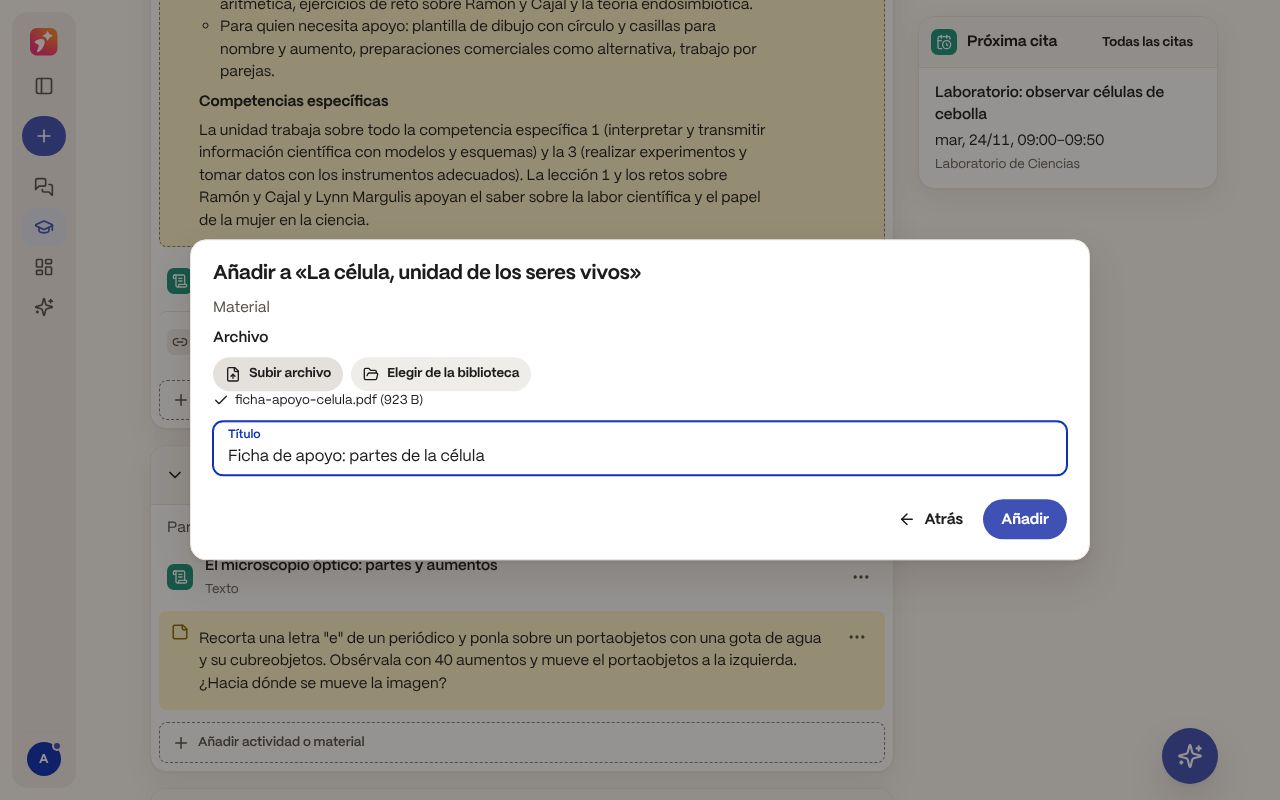 aritmética, ejercicios de reto sobre Ramón y Cajal y la teoría endosimbiótica.
Para quien necesita apoyo: plantilla de dibujo con círculo y casillas para
nombre y aumento, preparaciones comerciales como alternativa, trabajo por
parejas.
Competencias específicas
La unidad trabaja sobre todo la competencia específica 1 (interpretar y transmitir
información científica con modelos y esquemas) y la 3 (realizar experimentos y
tomar datos con los instrumentos adecuados). La lección 1 y los retos sobre
Ramón y Cajal y Lynn Margulis apoyan el saber sobre la labor científica y el papel
de la mujer en la ciencia.
Próxima cita
Todas las citas
Laboratorio: observar células de
cebolla
mar, 24/11, 09:00–09:50
Laboratorio de Ciencias
Añadir a «La célula, unidad de los seres vivos»
Material
Archivo
Subir archivo
Elegir de la biblioteca
ficha-apoyo-celula.pdf (923 B)
Título
Ficha de apoyo: partes de la célula
Atrás
Añadir
Par
El microscopio óptico: partes y aumentos
Texto
Recorta una letra "e" de un periódico y ponla sobre un portaobjetos con una gota de agua
y su cubreobjetos. Obsérvala con 40 aumentos y mueve el portaobjetos a la izquierda.
¿Hacia dónde se mueve la imagen?
Añadir actividad o material
A